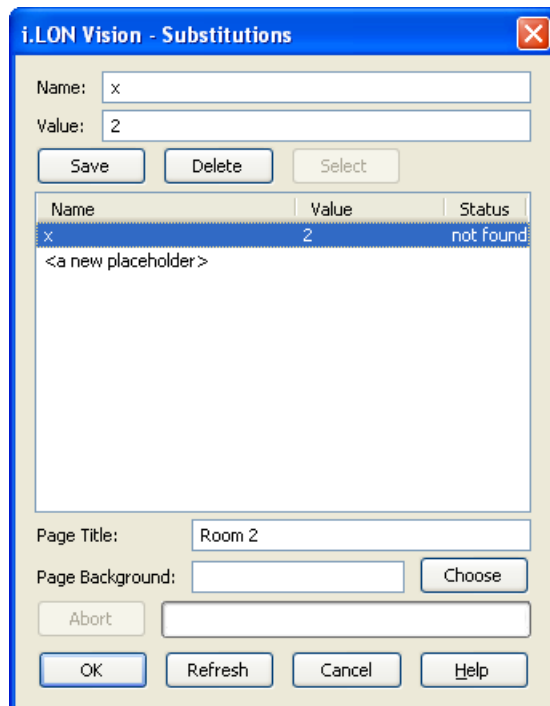 i.LON Vision - Substitutions
Name: x
Value: 2
Save Delete Select
Name Value Status
x 2 not found
<a new placeholder>
Page Title: Room 2
Page Background: Choose
Abort
OK Refresh Cancel Help